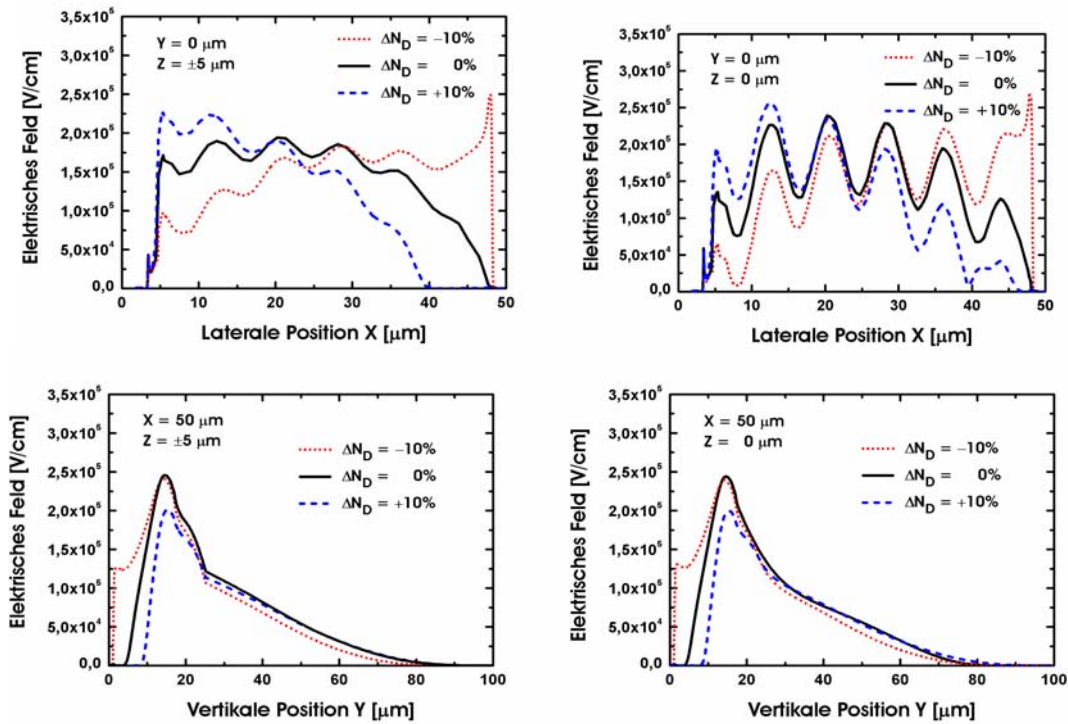 3,5x10⁵
3,0x10⁵
2,5x10⁵
2,0x10⁵
1,5x10⁵
1,0x10⁵
5,0x10⁴
0,0
Elektrisches Feld [V/cm]
Y = 0 µm
Z = ±5 µm
ΔN_D = −10%
ΔN_D = 0%
ΔN_D = +10%
0 10 20 30 40 50
Laterale Position X [µm]
3,5x10⁵
3,0x10⁵
2,5x10⁵
2,0x10⁵
1,5x10⁵
1,0x10⁵
5,0x10⁴
0,0
Elektrisches Feld [V/cm]
Y = 0 µm
Z = 0 µm
ΔN_D = −10%
ΔN_D = 0%
ΔN_D = +10%
0 10 20 30 40 50
Laterale Position X [µm]
3,5x10⁵
3,0x10⁵
2,5x10⁵
2,0x10⁵
1,5x10⁵
1,0x10⁵
5,0x10⁴
0,0
Elektrisches Feld [V/cm]
X = 50 µm
Z = ±5 µm
ΔN_D = −10%
ΔN_D = 0%
ΔN_D = +10%
0 20 40 60 80 100
Vertikale Position Y [µm]
3,5x10⁵
3,0x10⁵
2,5x10⁵
2,0x10⁵
1,5x10⁵
1,0x10⁵
5,0x10⁴
0,0
Elektrisches Feld [V/cm]
X = 50 µm
Z = 0 µm
ΔN_D = −10%
ΔN_D = 0%
ΔN_D = +10%
0 20 40 60 80 100
Vertikale Position Y [µm]